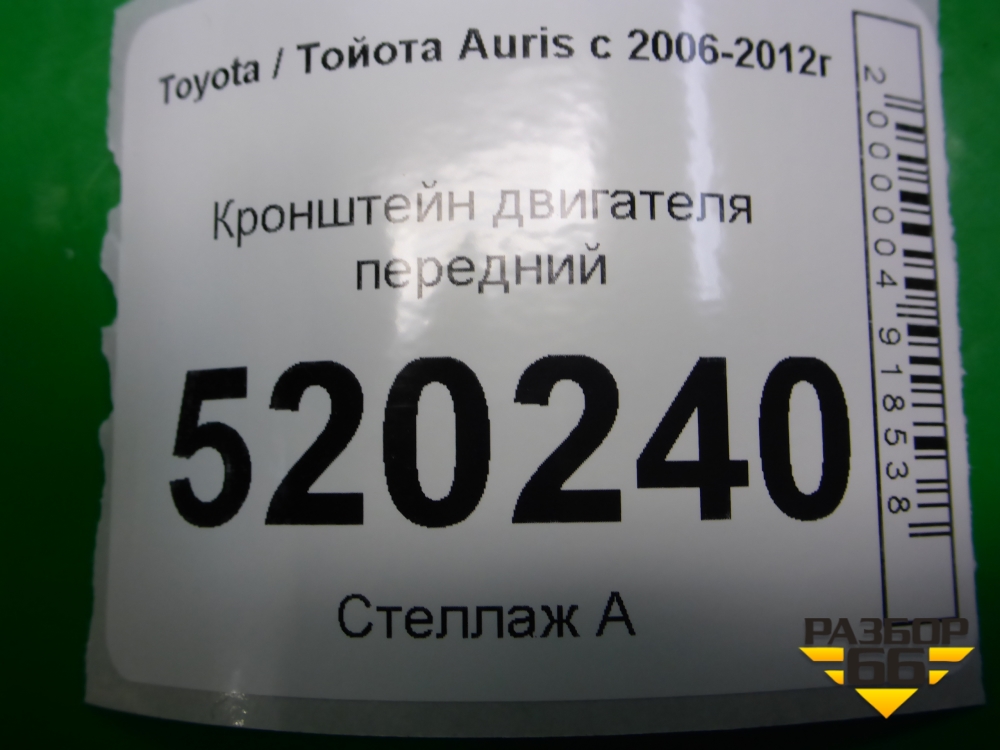 Toyota / Тойота Auris с 2006-2012г
Кронштейн двигателя
передний
520240
Стеллаж А
2000004918538
РАЗБОР
66